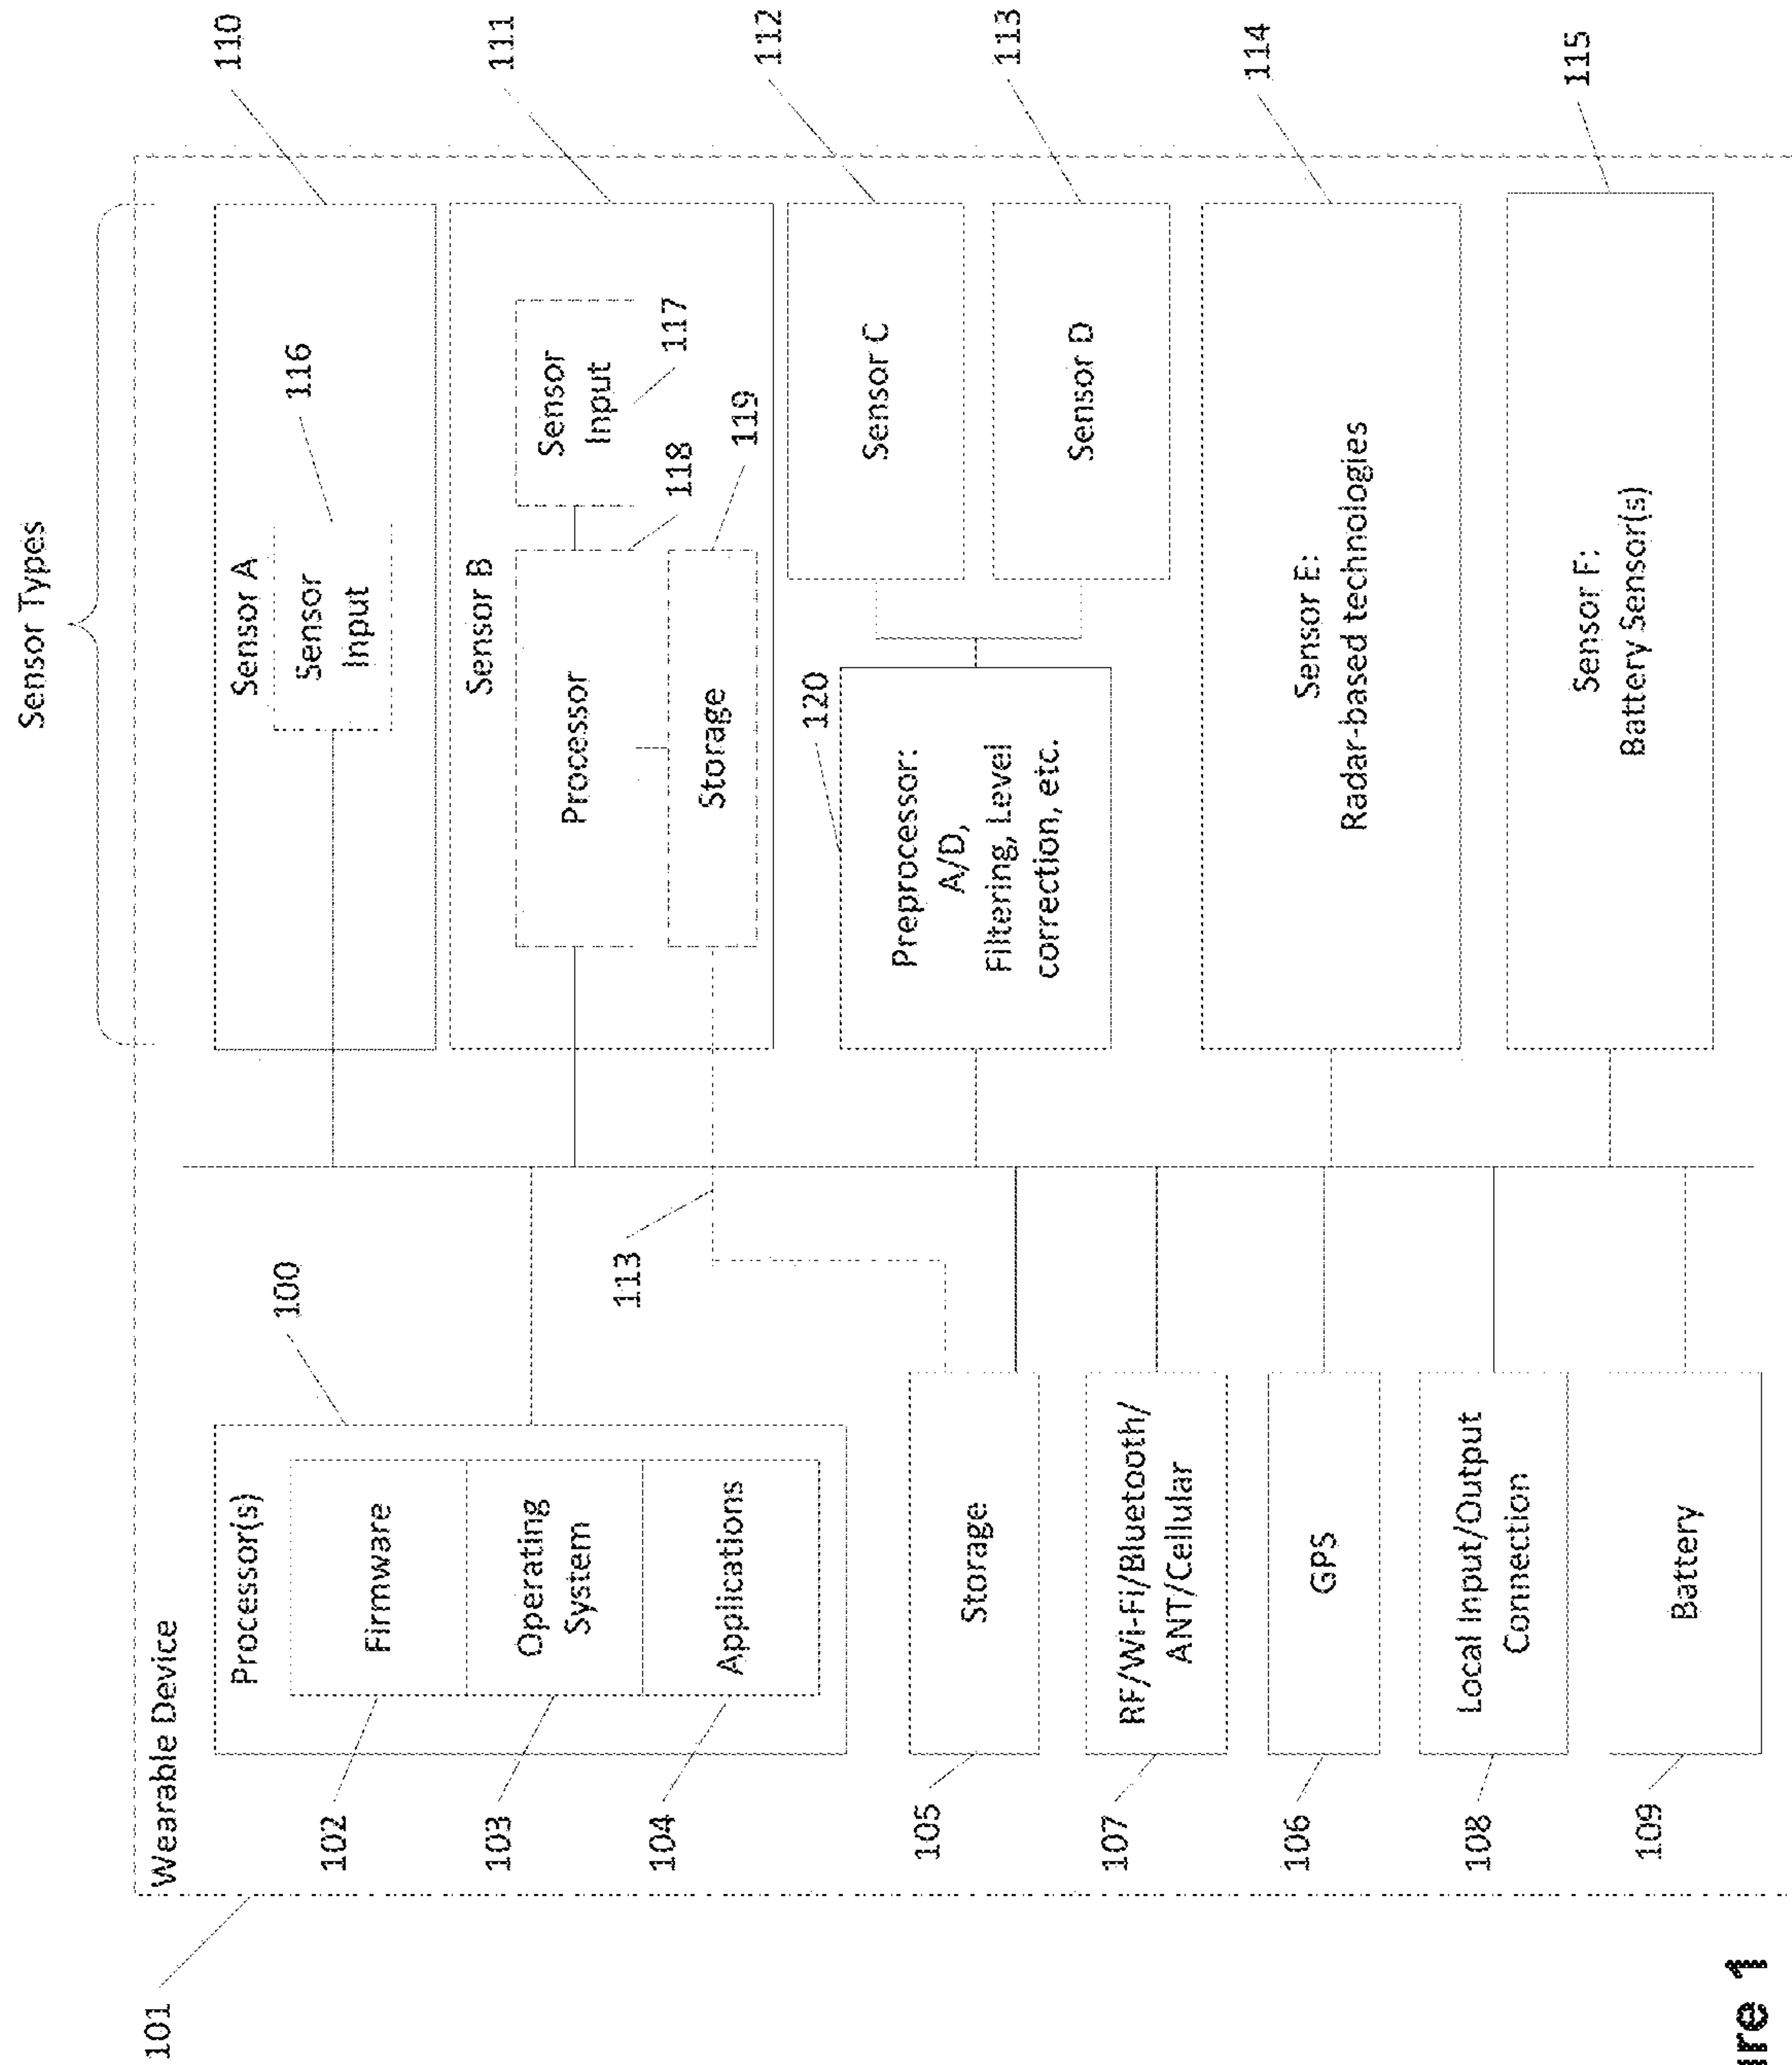 Sensor Types
Wearable Device
101
Processor(s)
100
Firmware
Operating
System
Applications
102
103
104
Storage
105
RF/Wi-Fi/Bluetooth/
ANT/Cellular
107
GPS
106
Local Input/Output
Connection
108
Battery
109
113
Sensor A
Sensor
Input
116
110
Sensor B
Processor
118
Sensor
Input
117
Storage
119
111
120
Preprocessor:
A/D,
Filtering, Level
correction, etc.
Sensor C
112
Sensor D
113
Sensor E:
Radar-based technologies
114
Sensor F:
Battery Sensor(s)
115
ure 1